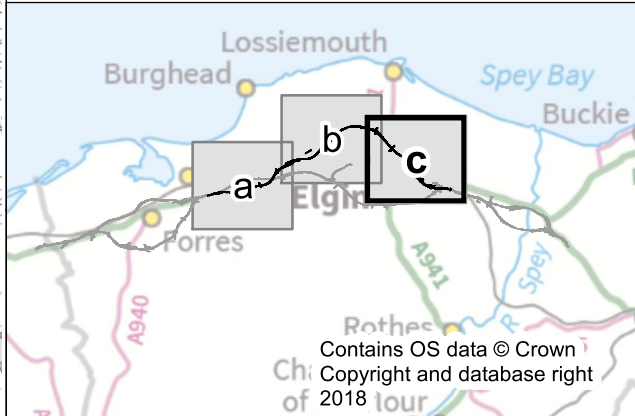 Lossiemouth
Burghead
Spey Bay
Buckie
b
c
a
Elgin
Forres
A941
Spey
R
A940
Rothes
Contains OS data © Crown
Copyright and database right
2018